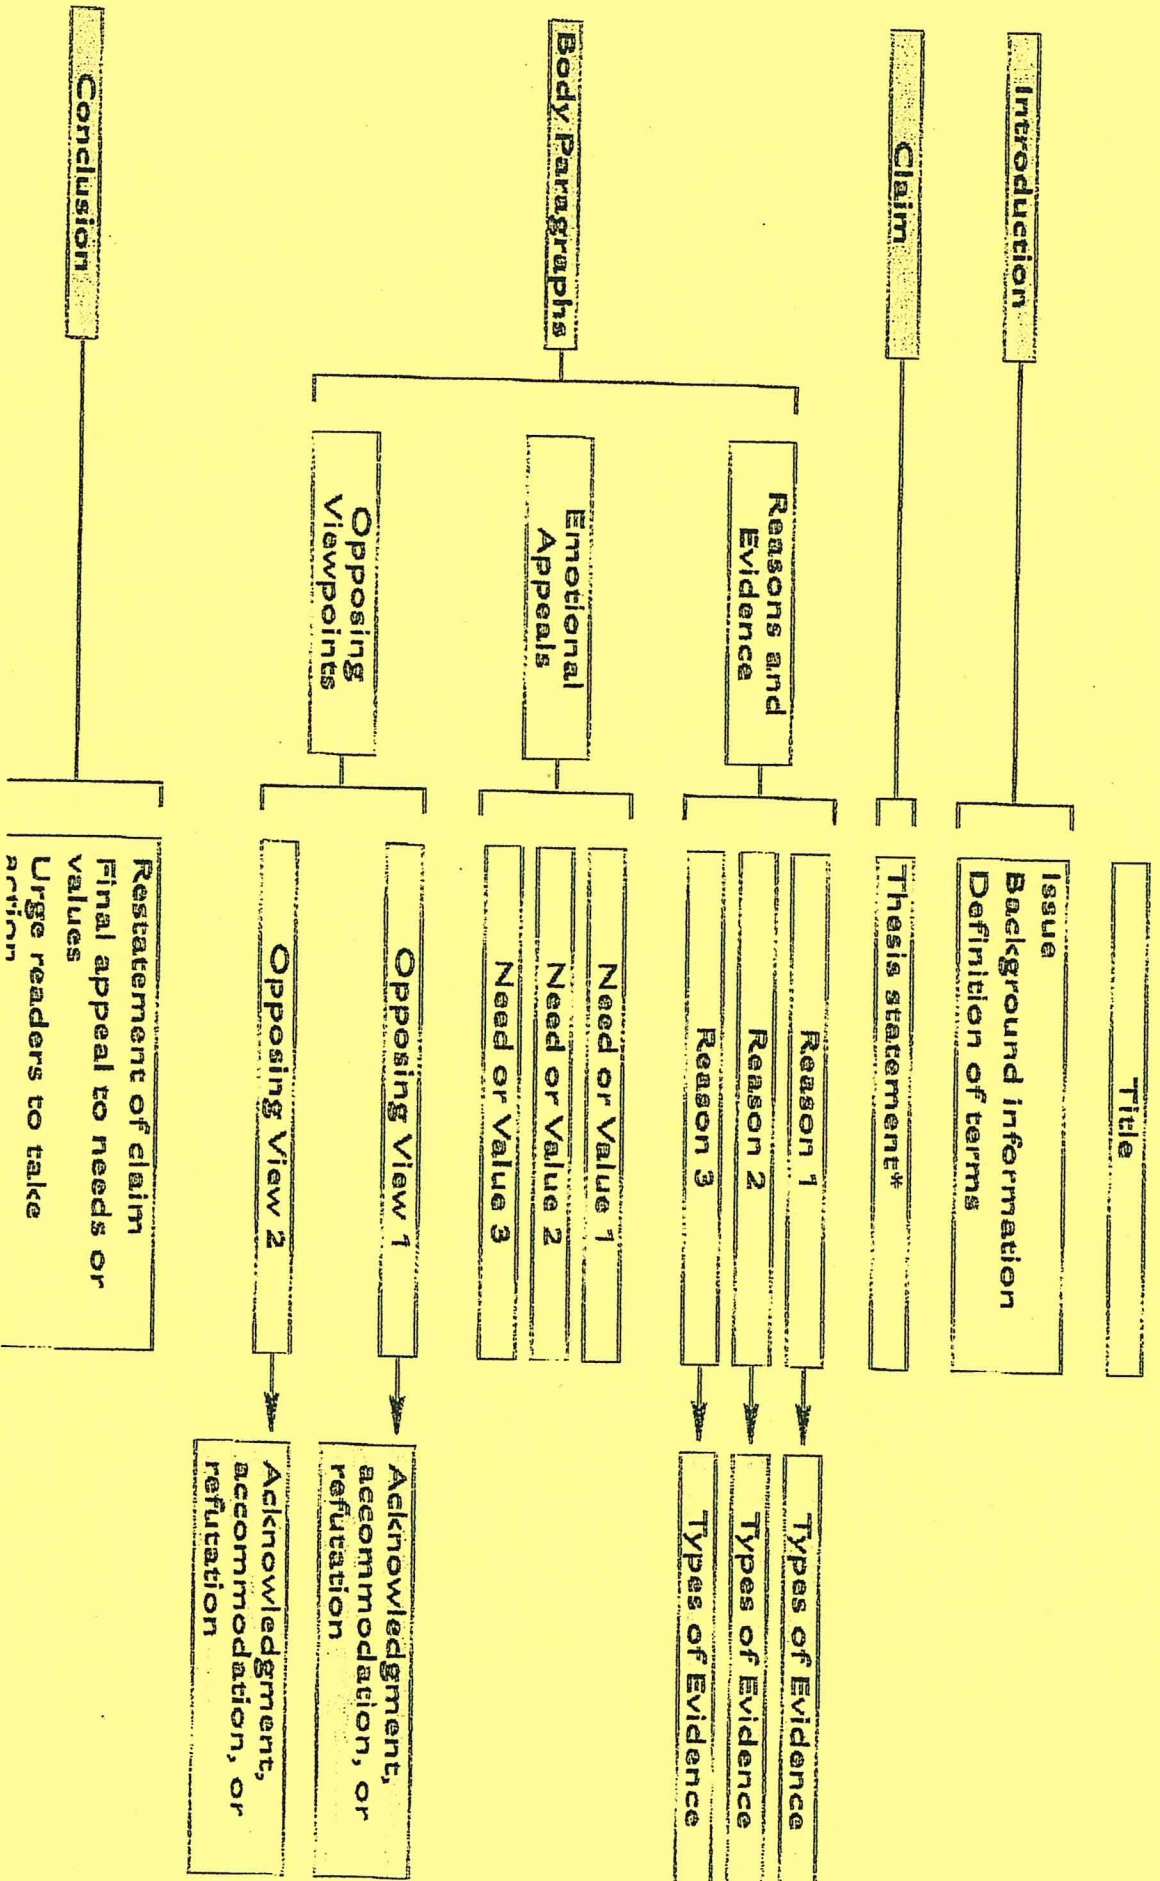 Title
Introduction
Issue
Background information
Definition of terms
Claim
Thesis statement*
Body Paragraphs
Reasons and
Evidence
Reason 1
Types of Evidence
Reason 2
Types of Evidence
Reason 3
Types of Evidence
Emotional
Appeals
Need or Value 1
Need or Value 2
Need or Value 3
Opposing
Viewpoints
Opposing View 1
Acknowledgment,
accommodation, or
refutation
Opposing View 2
Acknowledgment,
accommodation, or
refutation
Conclusion
Restatement of claim
Final appeal to needs or
values
Urge readers to take
action